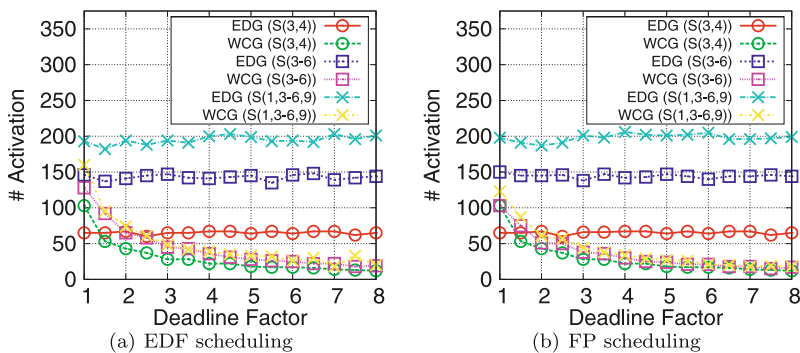 350
300
250
200
150
100
50
0
# Activation
EDG (S(3,4))
WCG (S(3,4))
EDG (S(3-6)
WCG (S(3-6))
EDG (S(1,3-6,9)
WCG (S(1,3-6,9))
1 2 3 4 5 6 7 8
Deadline Factor
(a) EDF scheduling
350
300
250
200
150
100
50
0
# Activation
EDG (S(3,4))
WCG (S(3,4))
EDG (S(3-6)
WCG (S(3-6))
EDG (S(1,3-6,9)
WCG (S(1,3-6,9))
1 2 3 4 5 6 7 8
Deadline Factor
(b) FP scheduling